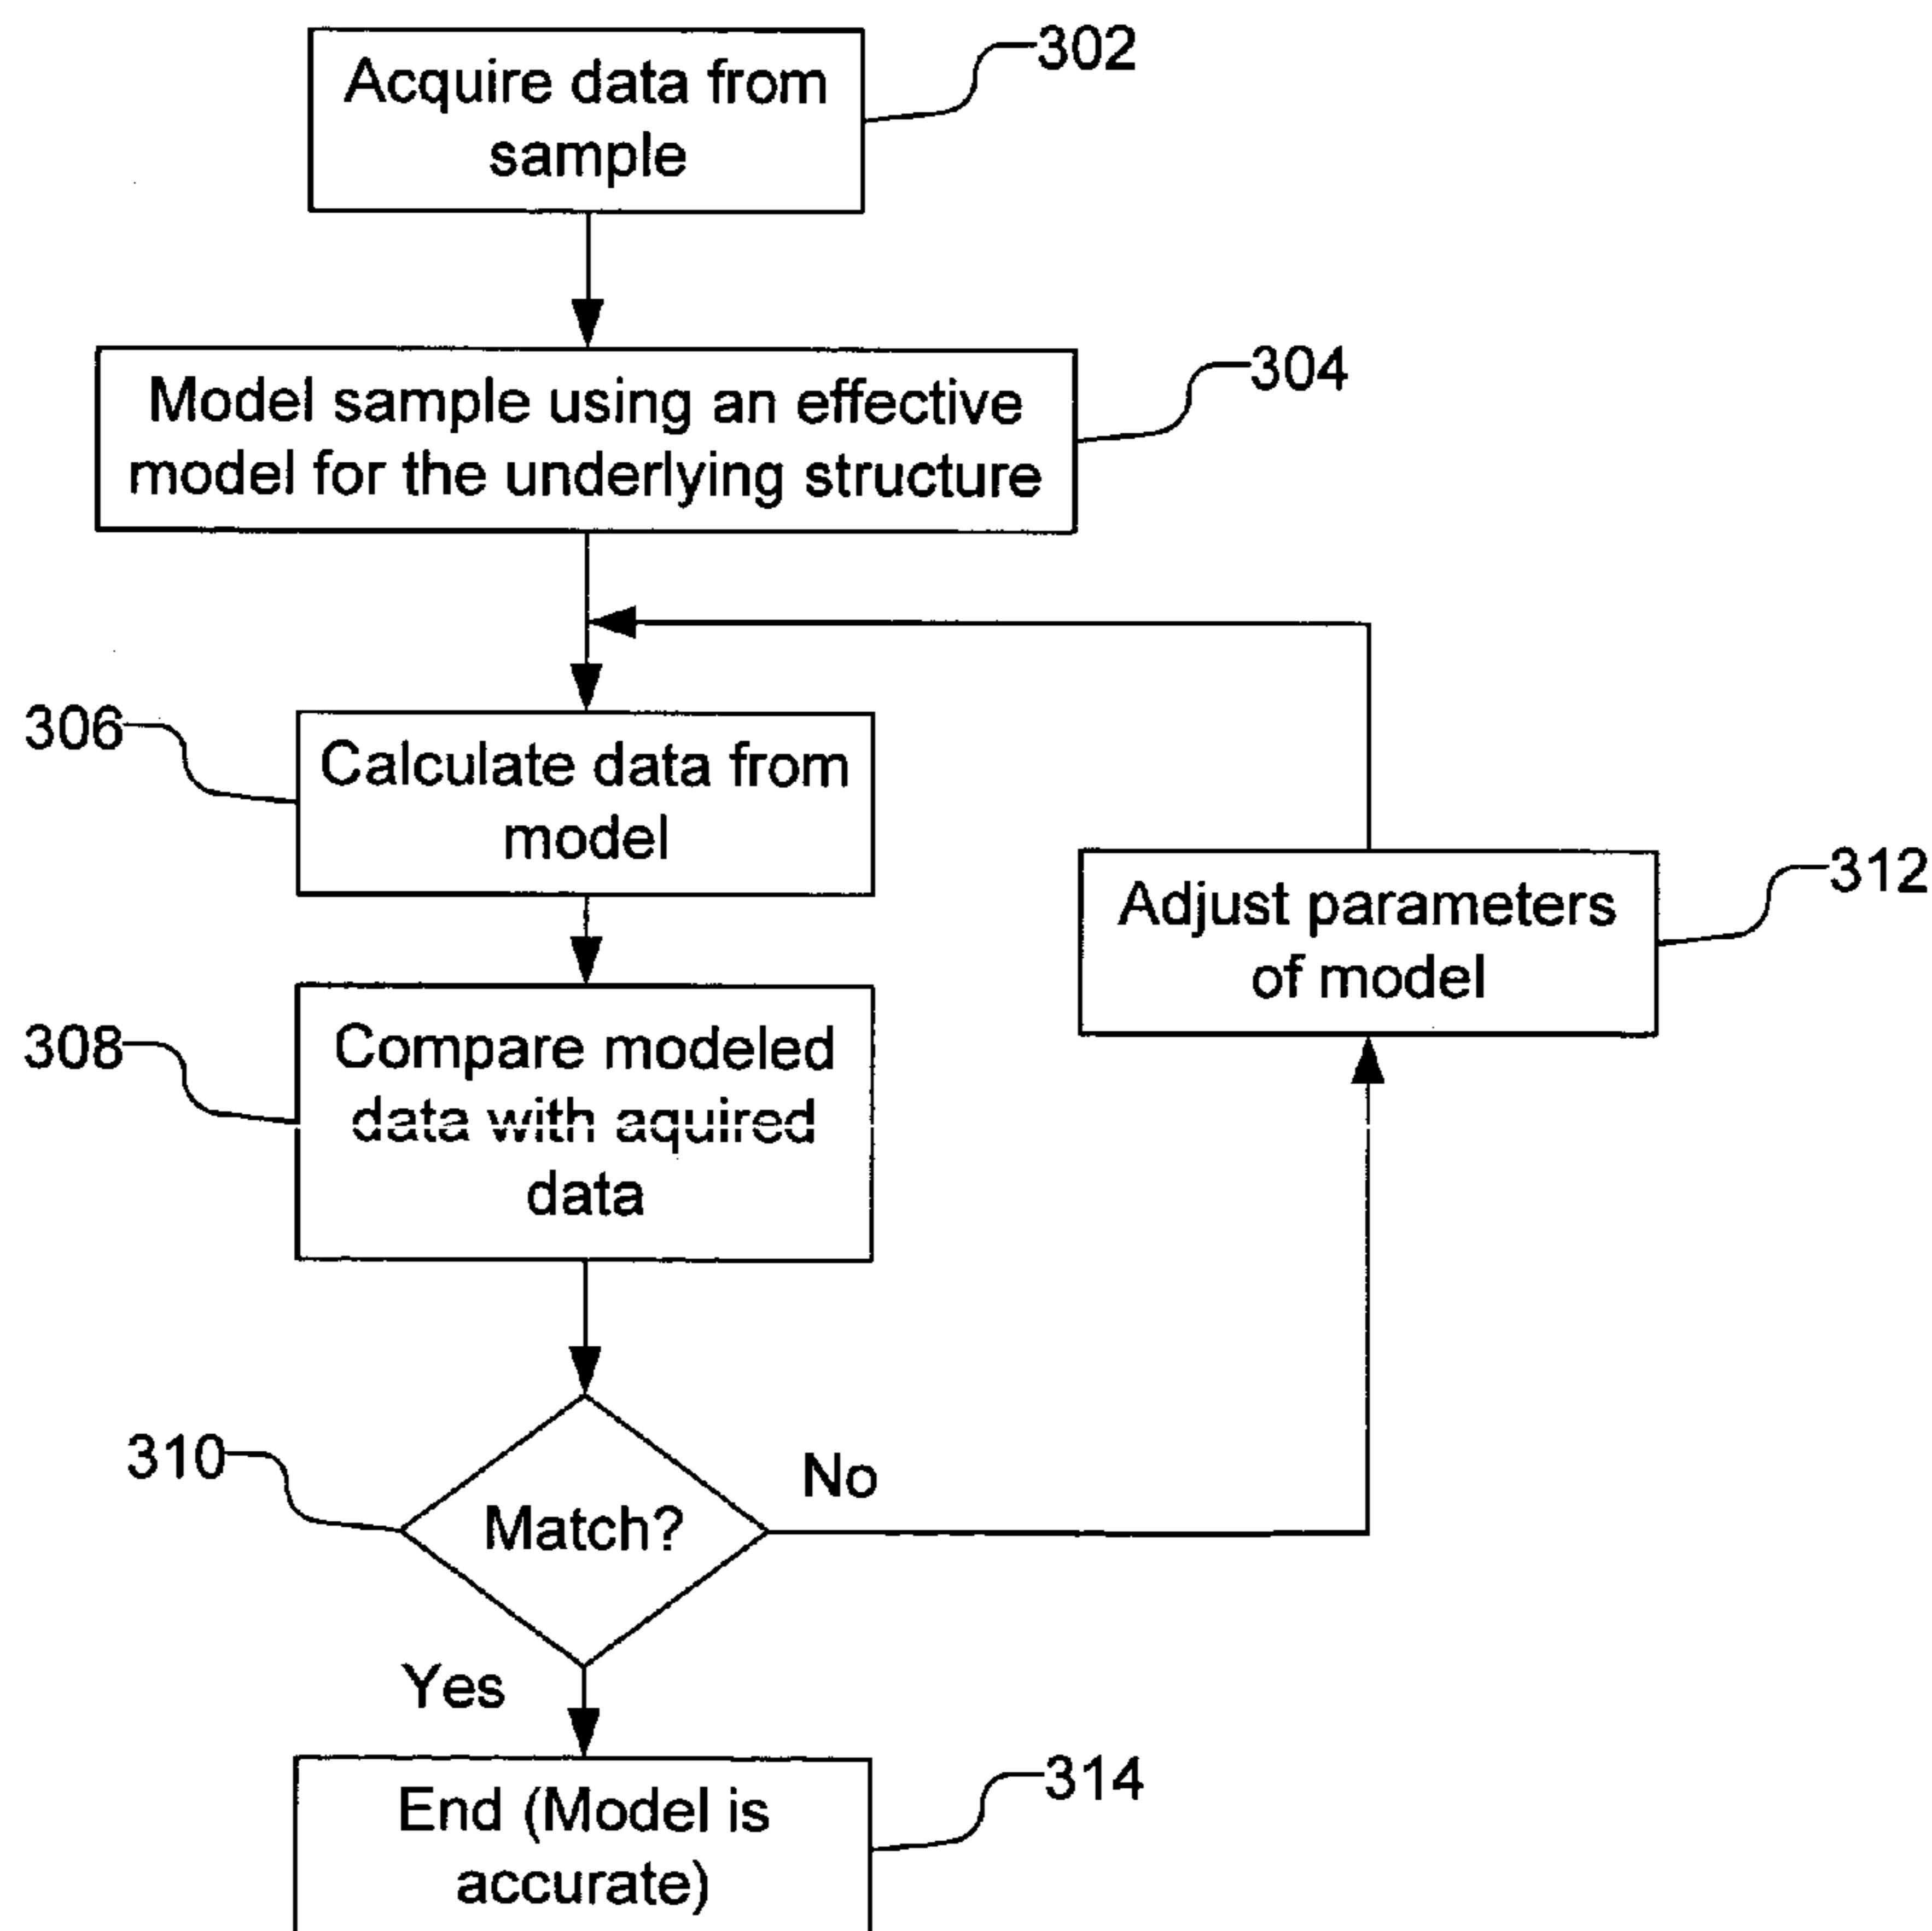 302
Acquire data from
sample
304
Model sample using an effective
model for the underlying structure
306
Calculate data from
model
312
Adjust parameters
of model
308
Compare modeled
data with aquired
data
310
Match?
No
Yes
314
End (Model is
accurate)